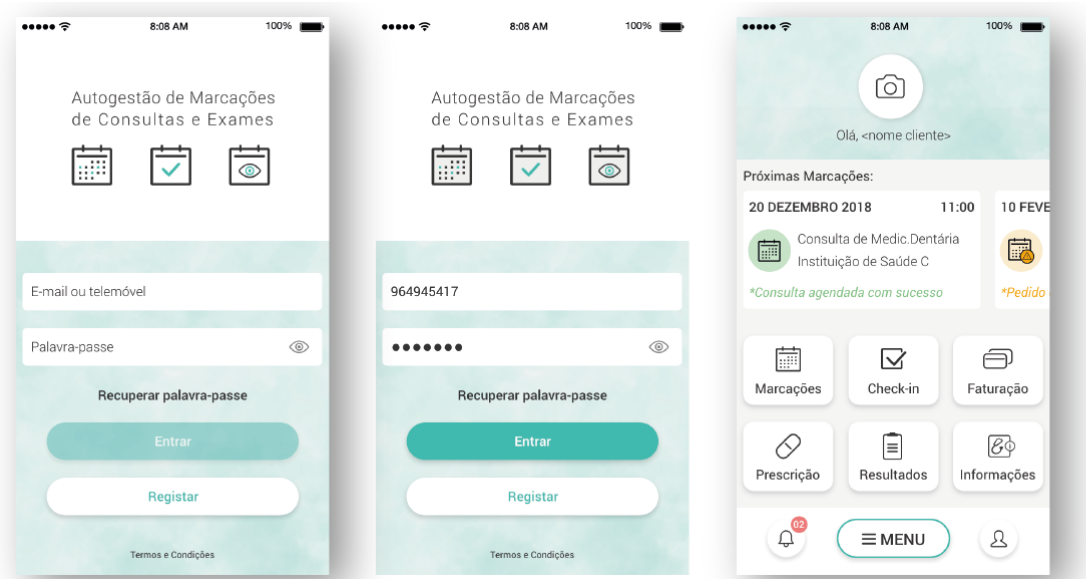 8:08 AM
100%
Autogestão de Marcações
de Consultas e Exames
E-mail ou telemóvel
Palavra-passe
Recuperar palavra-passe
Entrar
Registar
Termos e Condições
8:08 AM
100%
Autogestão de Marcações
de Consultas e Exames
964945417
Recuperar palavra-passe
Entrar
Registar
Termos e Condições
8:08 AM
100%
Olá, <nome cliente>
Próximas Marcações:
20 DEZEMBRO 2018 11:00
Consulta de Medic.Dentária
Instituição de Saúde C
*Consulta agendada com sucesso
10 FEVE
*Pedido
Marcações
Check-in
Faturação
Prescrição
Resultados
Informações
02
MENU